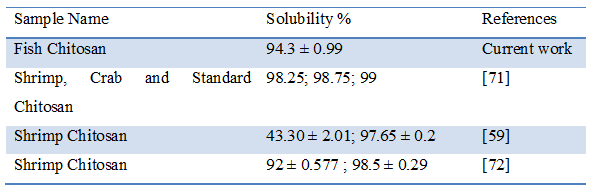 Sample Name Solubility % References
Fish Chitosan 94.3 ± 0.99 Current work
Shrimp, Crab and Standard 98.25; 98.75; 99 [71]
Chitosan
Shrimp Chitosan 43.30 ± 2.01; 97.65 ± 0.2 [59]
Shrimp Chitosan 92 ± 0.577 ; 98.5 ± 0.29 [72]